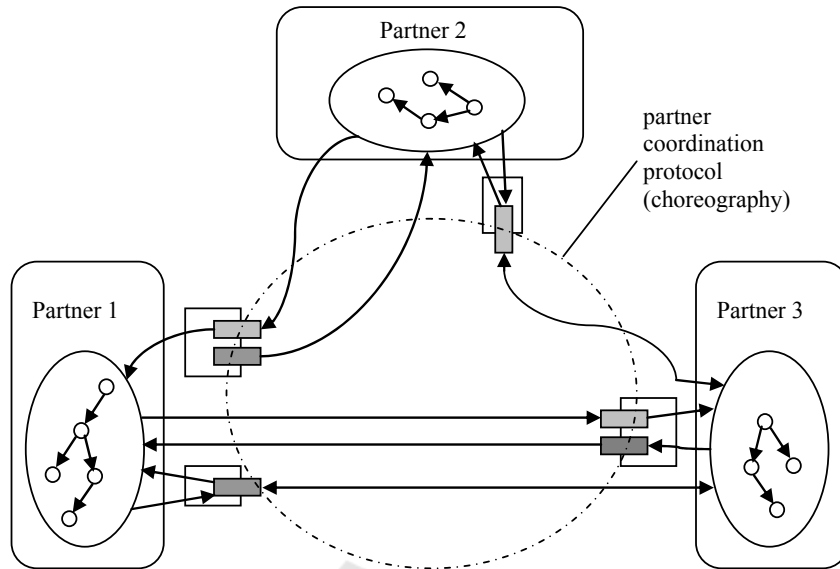 Partner 2
partner
coordination
protocol
(choreography)
Partner 1
Partner 3